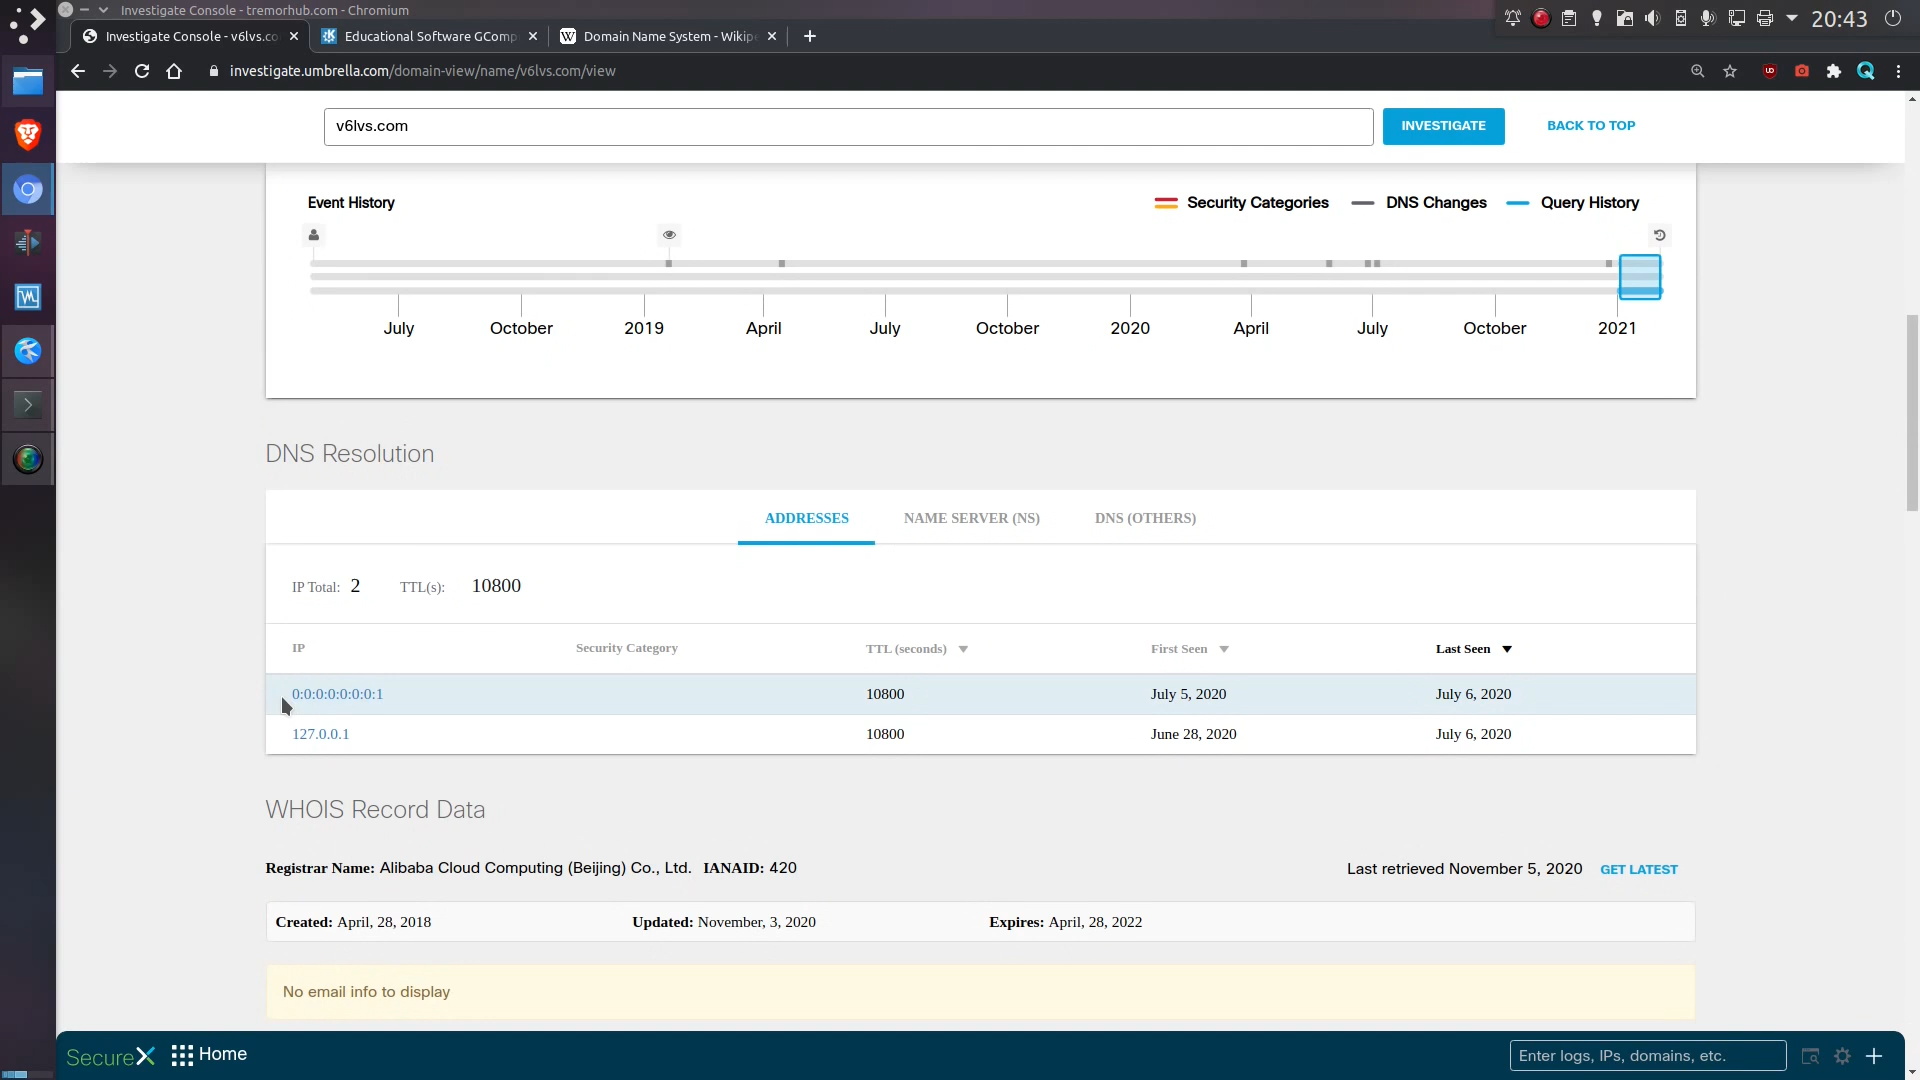 Investigate Console - tremorhub.com - Chromium
20:43
Investigate Console - v6lvs.co
Educational Software GComp
Domain Name System - Wikipe
investigate.umbrella.com/domain-view/name/v6lvs.com/view
v6lvs.com
INVESTIGATE
BACK TO TOP
Event History
Security Categories
DNS Changes
Query History
July
October
2019
April
July
October
2020
April
July
October
2021
DNS Resolution
ADDRESSES
NAME SERVER (NS)
DNS (OTHERS)
IP Total: 2 TTL(s): 10800
IP Security Category TTL (seconds) First Seen Last Seen
0:0:0:0:0:0:0:1 10800 July 5, 2020 July 6, 2020
127.0.0.1 10800 June 28, 2020 July 6, 2020
WHOIS Record Data
Registrar Name: Alibaba Cloud Computing (Beijing) Co., Ltd. IANAID: 420
Last retrieved November 5, 2020 GET LATEST
Created: April, 28, 2018 Updated: November, 3, 2020 Expires: April, 28, 2022
No email info to display
SecureX Home
Enter logs, IPs, domains, etc.